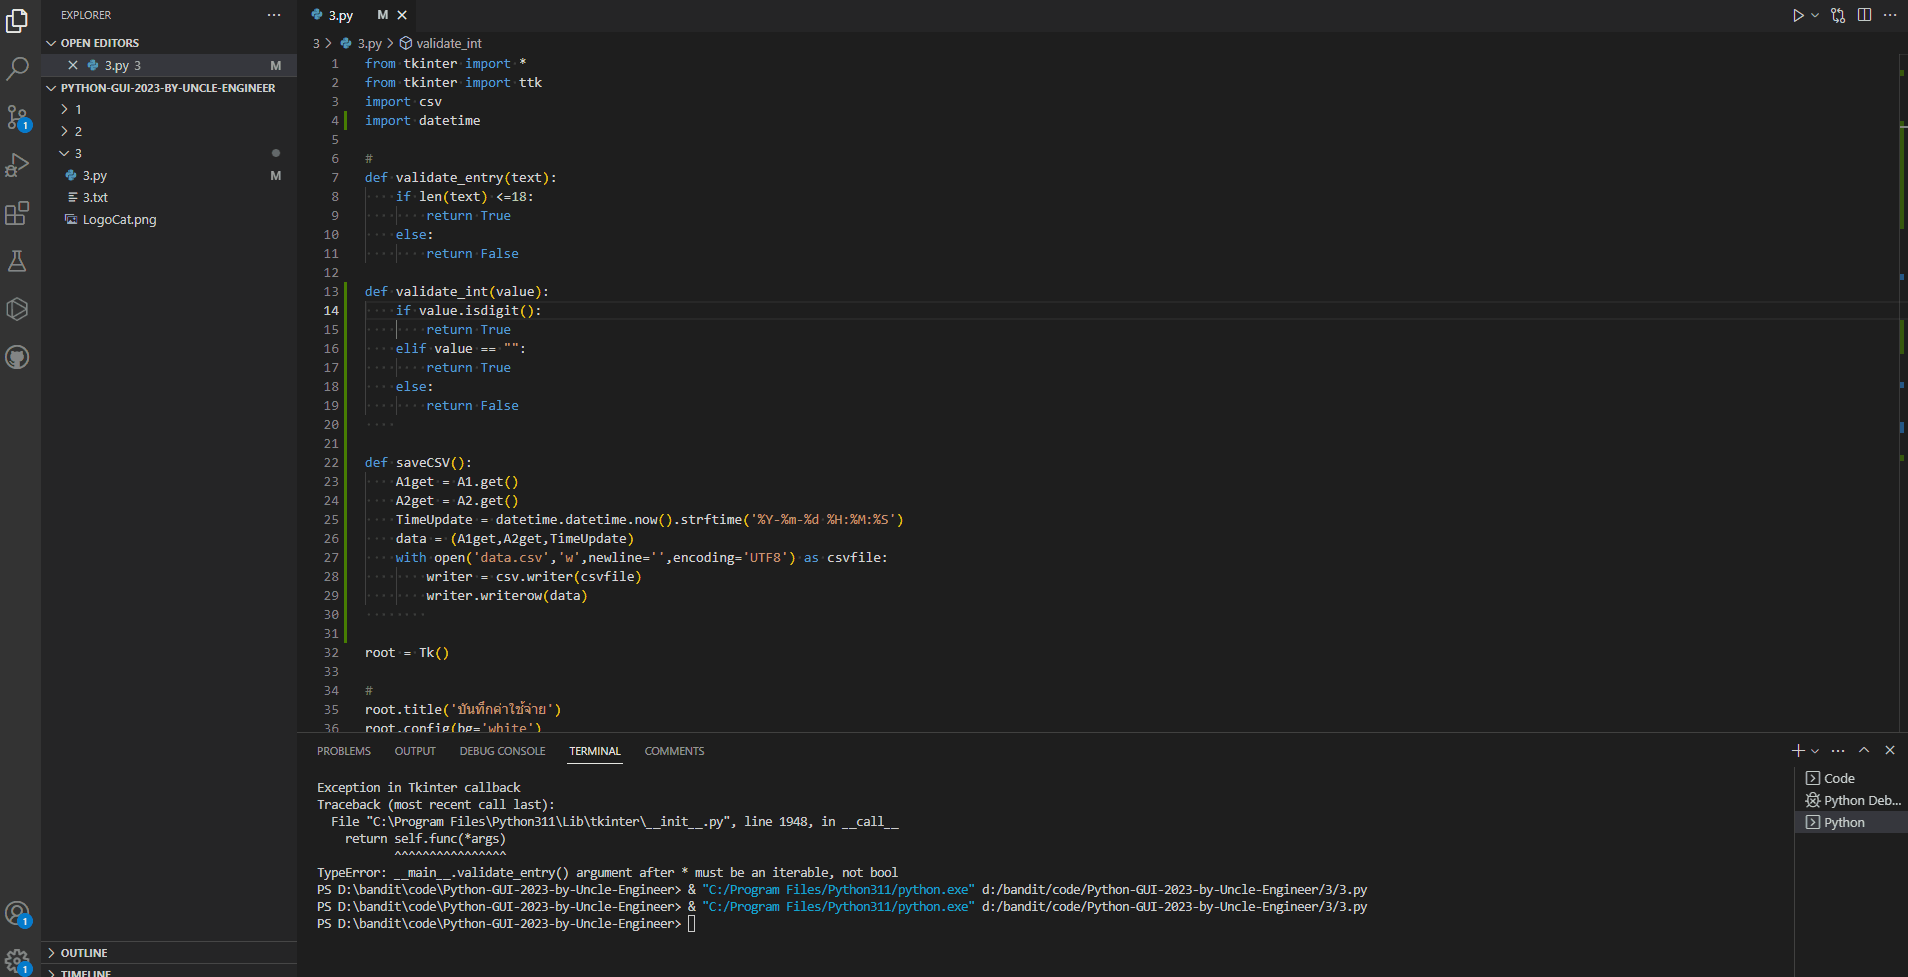 EXPLORER
OPEN EDITORS
3.py 3 M
PYTHON-GUI-2023-BY-UNCLE-ENGINEER
1
2
3
3.py M
3.txt
LogoCat.png
OUTLINE
TIMELINE
1
1
1
3.py M
3 > 3.py > validate_int
1 from tkinter import *
2 from tkinter import ttk
3 import csv
4 import datetime
5
6 #
7 def validate_entry(text):
8 if len(text) <=18:
9 return True
10 else:
11 return False
12
13 def validate_int(value):
14 if value.isdigit():
15 return True
16 elif value == "":
17 return True
18 else:
19 return False
20
21
22 def saveCSV():
23 A1get = A1.get()
24 A2get = A2.get()
25 TimeUpdate = datetime.datetime.now().strftime('%Y-%m-%d %H:%M:%S')
26 data = (A1get,A2get,TimeUpdate)
27 with open('data.csv','w',newline='',encoding='UTF8') as csvfile:
28 writer = csv.writer(csvfile)
29 writer.writerow(data)
30
31
32 root = Tk()
33
34 #
35 root.title('บันทึกค่าใช้จ่าย')
36 root.config(bg='white')
PROBLEMS OUTPUT DEBUG CONSOLE TERMINAL COMMENTS
Exception in Tkinter callback
Traceback (most recent call last):
File "C:\Program Files\Python311\Lib\tkinter\__init__.py", line 1948, in __call__
return self.func(*args)
^^^^^^^^^^^^^^^^
TypeError: __main__.validate_entry() argument after * must be an iterable, not bool
PS D:\bandit\code\Python-GUI-2023-by-Uncle-Engineer> & "C:/Program Files/Python311/python.exe" d:/bandit/code/Python-GUI-2023-by-Uncle-Engineer/3/3.py
PS D:\bandit\code\Python-GUI-2023-by-Uncle-Engineer> & "C:/Program Files/Python311/python.exe" d:/bandit/code/Python-GUI-2023-by-Uncle-Engineer/3/3.py
PS D:\bandit\code\Python-GUI-2023-by-Uncle-Engineer>
Code
Python Deb...
Python